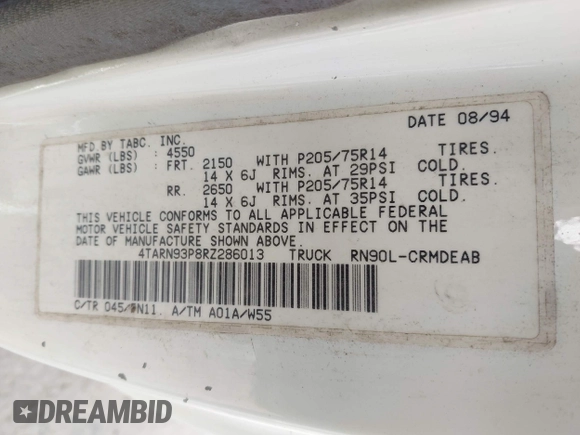 DATE 08/94
MFD.BY TABC. INC.
GVWR (LBS) : 4550
GAWR (LBS) : FRT. 2150 WITH P205/75R14 TIRES.
14 X 6J RIMS. AT 29PSI COLD.
RR. 2650 WITH P205/75R14 TIRES.
14 X 6J RIMS. AT 35PSI COLD.
THIS VEHICLE CONFORMS TO ALL APPLICABLE FEDERAL
MOTOR VEHICLE SAFETY STANDARDS IN EFFECT ON THE
DATE OF MANUFACTURE SHOWN ABOVE.
4TARN93P8RZ286013 TRUCK RN90L-CRMDEAB
C/TR 045/ N11. A/TM A01A/W55
DREAMBID